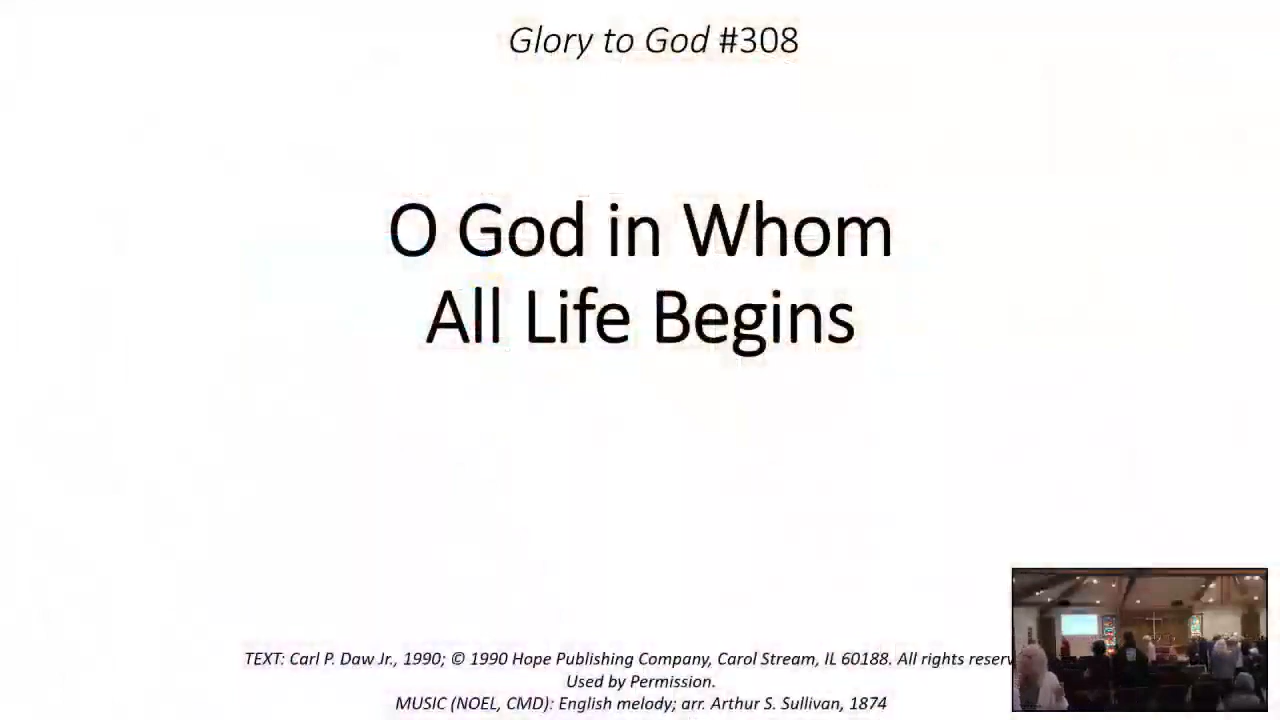 Glory to God #308
O God in Whom
All Life Begins
TEXT: Carl P. Daw Jr., 1990; © 1990 Hope Publishing Company, Carol Stream, IL 60188. All rights reserv
Used by Permission.
MUSIC (NOEL, CMD): English melody; arr. Arthur S. Sullivan, 1874